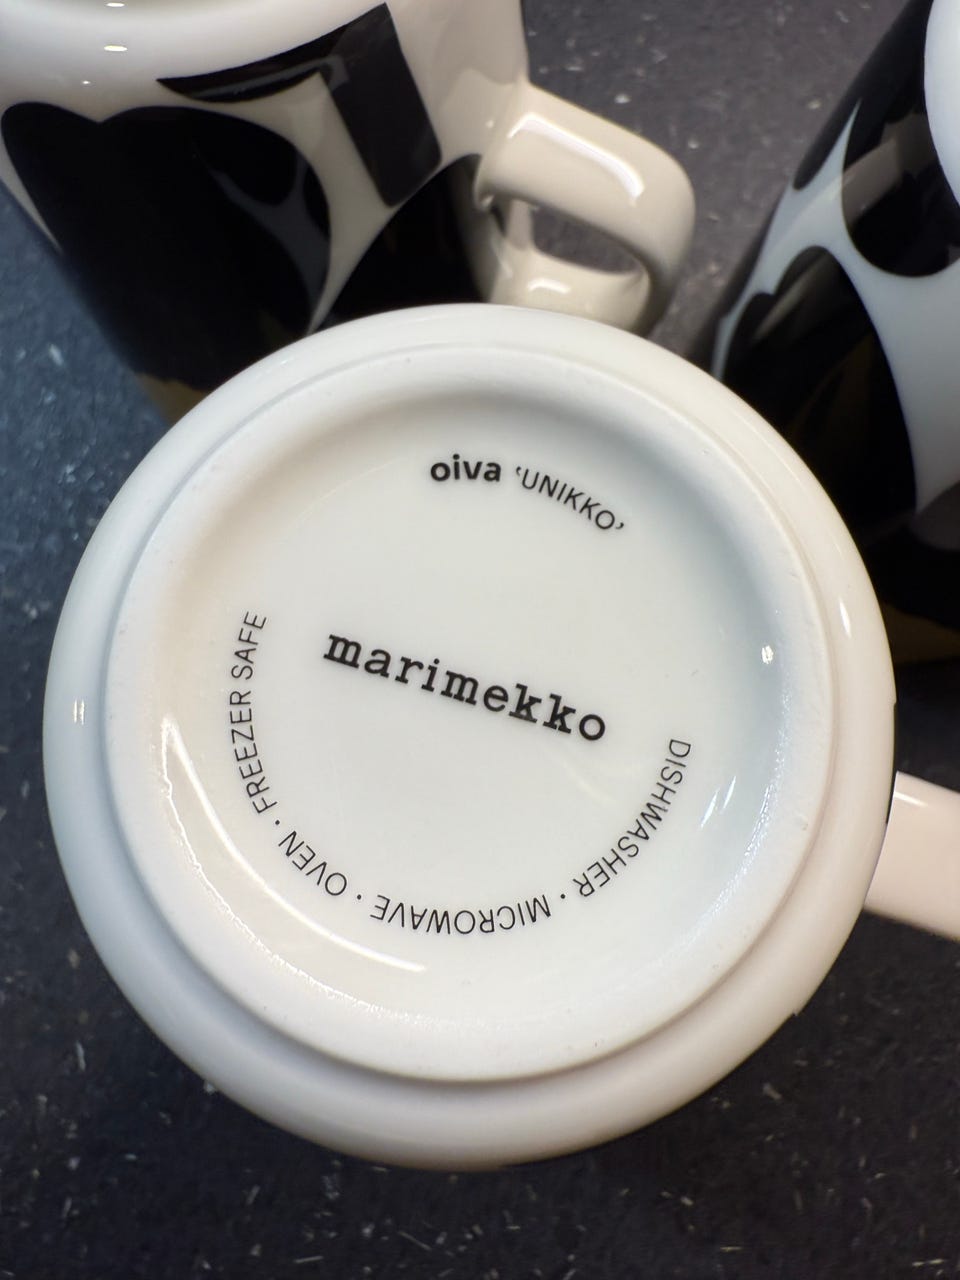 oiva ‘UNIKKO’
marimekko
DISHWASHER · MICROWAVE · OVEN · FREEZER SAFE